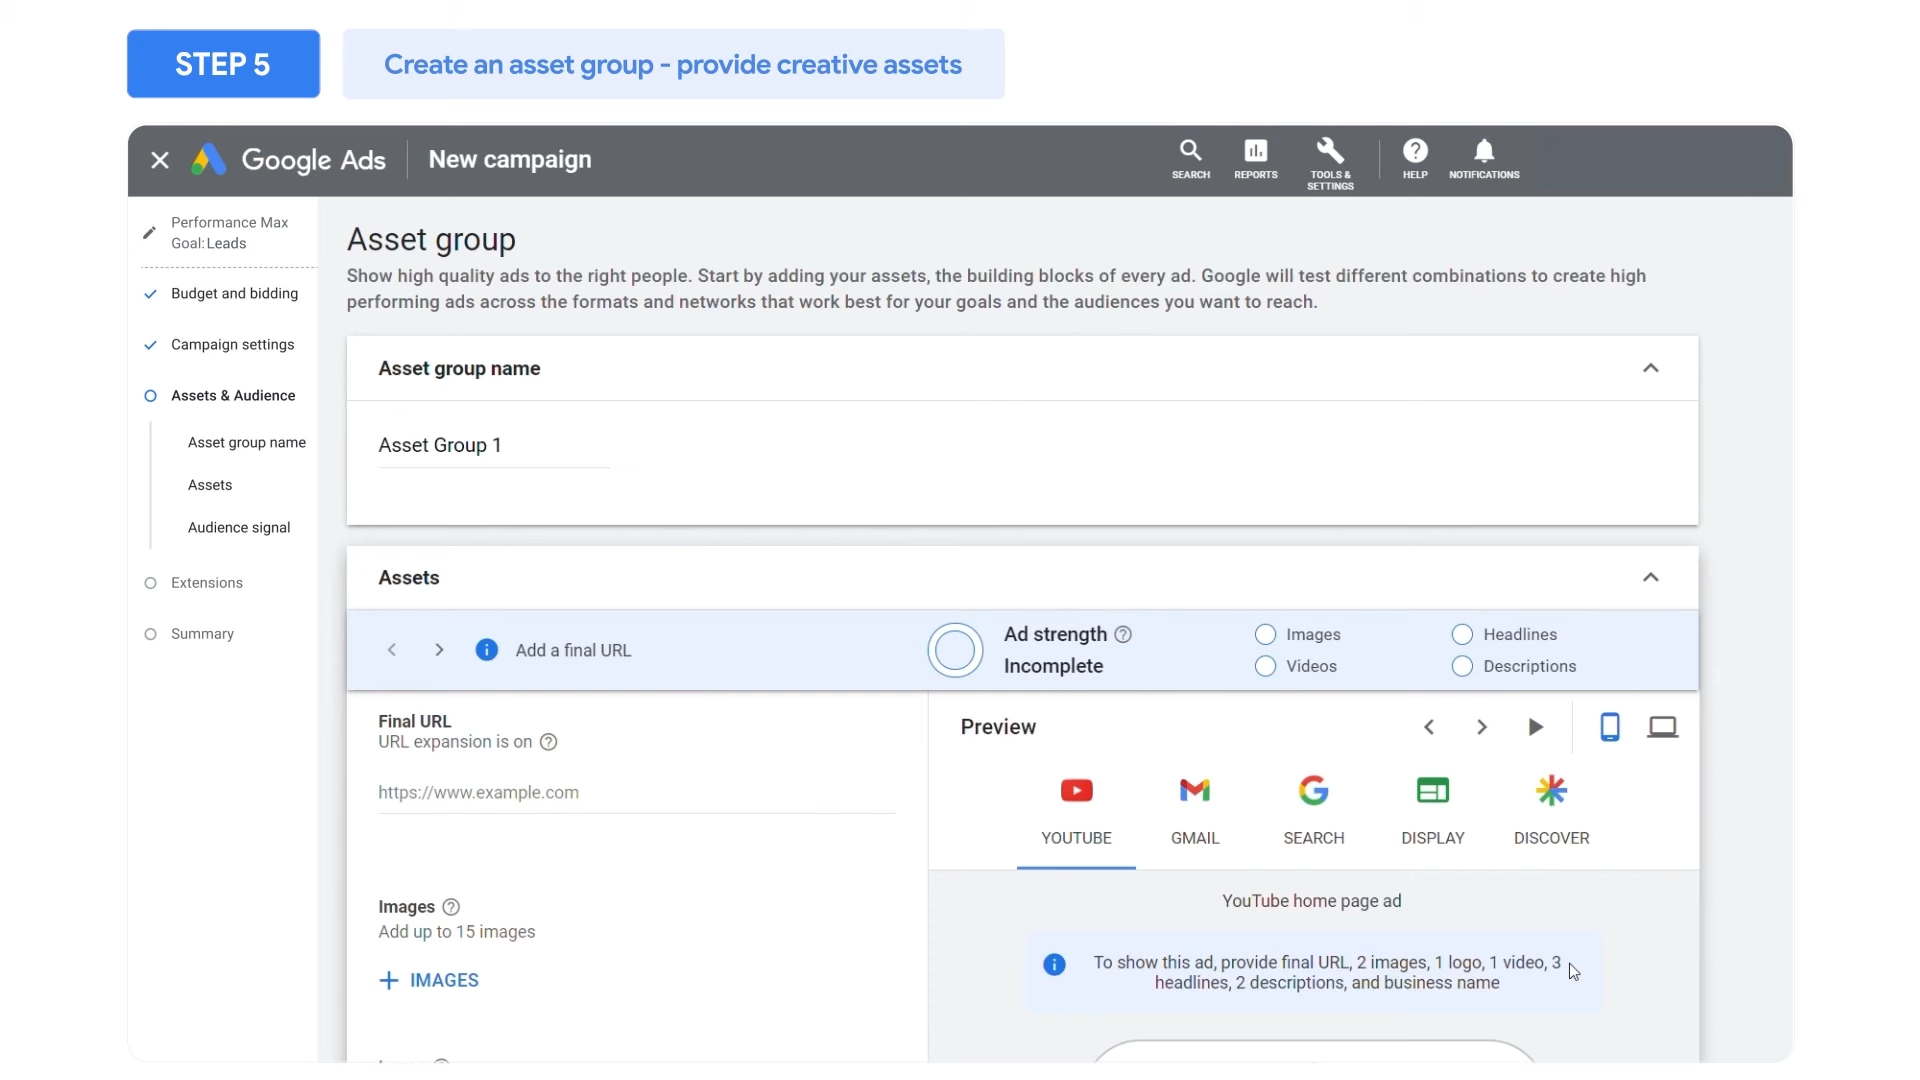 STEP 5
Create an asset group - provide creative assets
Google Ads
New campaign
SEARCH
REPORTS
TOOLS &
SETTINGS
HELP
NOTIFICATIONS
Performance Max
Goal: Leads
Budget and bidding
Campaign settings
Assets & Audience
Asset group name
Assets
Audience signal
Extensions
Summary
Asset group
Show high quality ads to the right people. Start by adding your assets, the building blocks of every ad. Google will test different combinations to create high
performing ads across the formats and networks that work best for your goals and the audiences you want to reach.
Asset group name
Asset Group 1
Assets
Add a final URL
Ad strength
Incomplete
Images
Videos
Headlines
Descriptions
Final URL
URL expansion is on
https://www.example.com
Images
Add up to 15 images
IMAGES
Preview
YOUTUBE
GMAIL
SEARCH
DISPLAY
DISCOVER
YouTube home page ad
To show this ad, provide final URL, 2 images, 1 logo, 1 video, 3
headlines, 2 descriptions, and business name